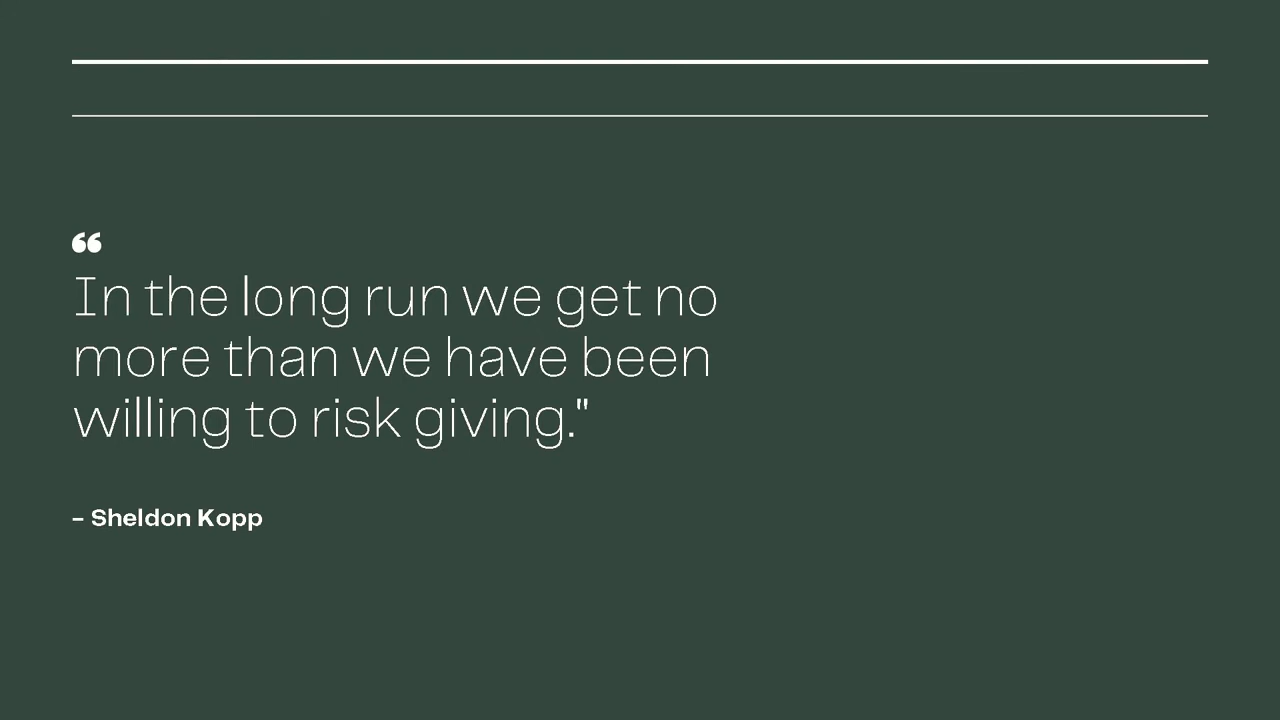 “
In the long run we get no
more than we have been
willing to risk giving."
– Sheldon Kopp